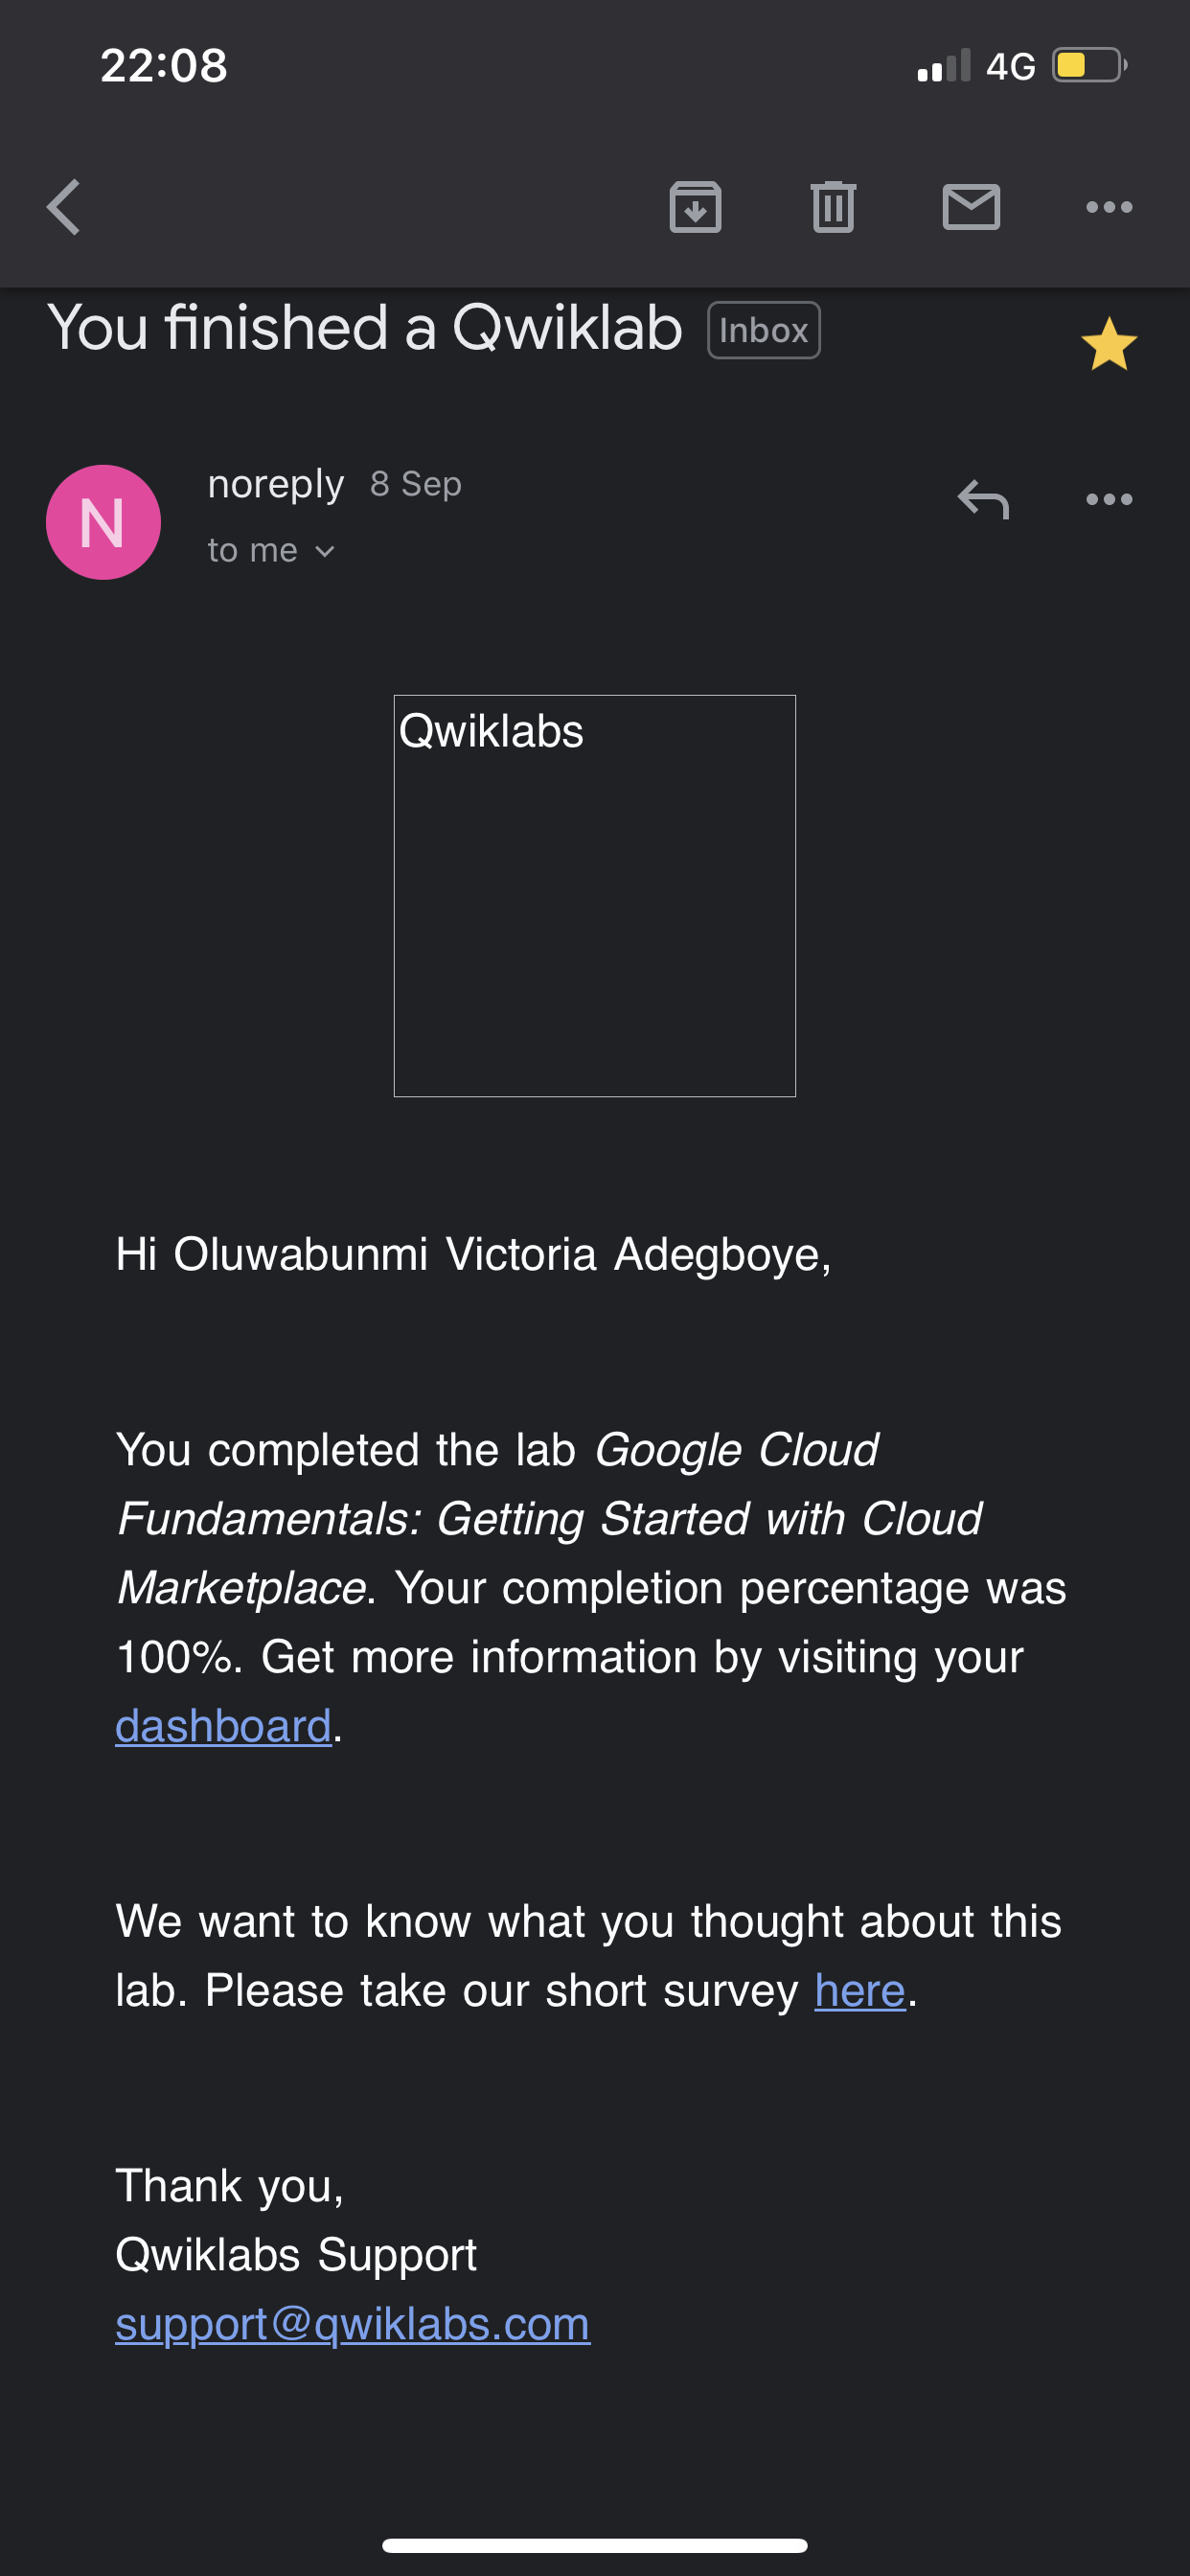 22:08 4G
You finished a Qwiklab Inbox
N
noreply 8 Sep
to me
Qwiklabs
Hi Oluwabunmi Victoria Adegboye,
You completed the lab Google Cloud
Fundamentals: Getting Started with Cloud
Marketplace. Your completion percentage was
100%. Get more information by visiting your
dashboard.
We want to know what you thought about this
lab. Please take our short survey here.
Thank you,
Qwiklabs Support
support@qwiklabs.com